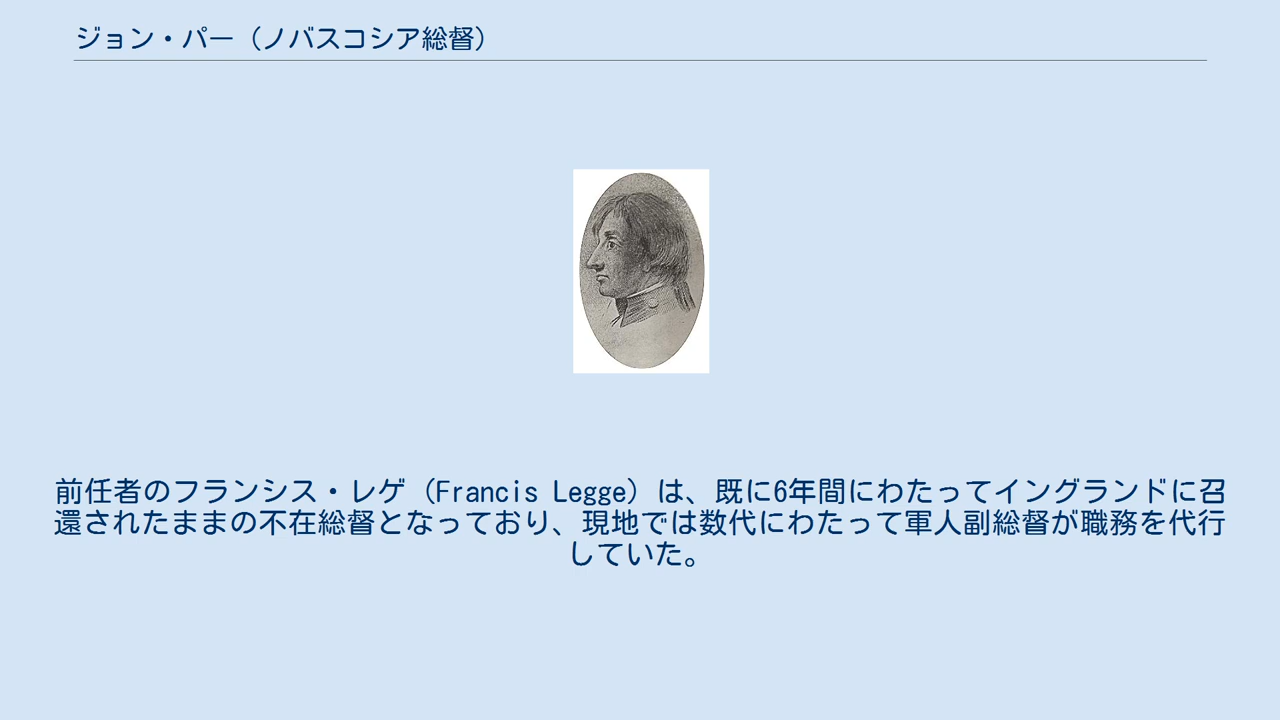 ジョン・パー（ノバスコシア総督）
前任者のフランシス・レゲ（Francis Legge）は、既に6年間にわたってイングランドに召
還されたままの不在総督となっており、現地では数代にわたって軍人副総督が職務を代行
していた。